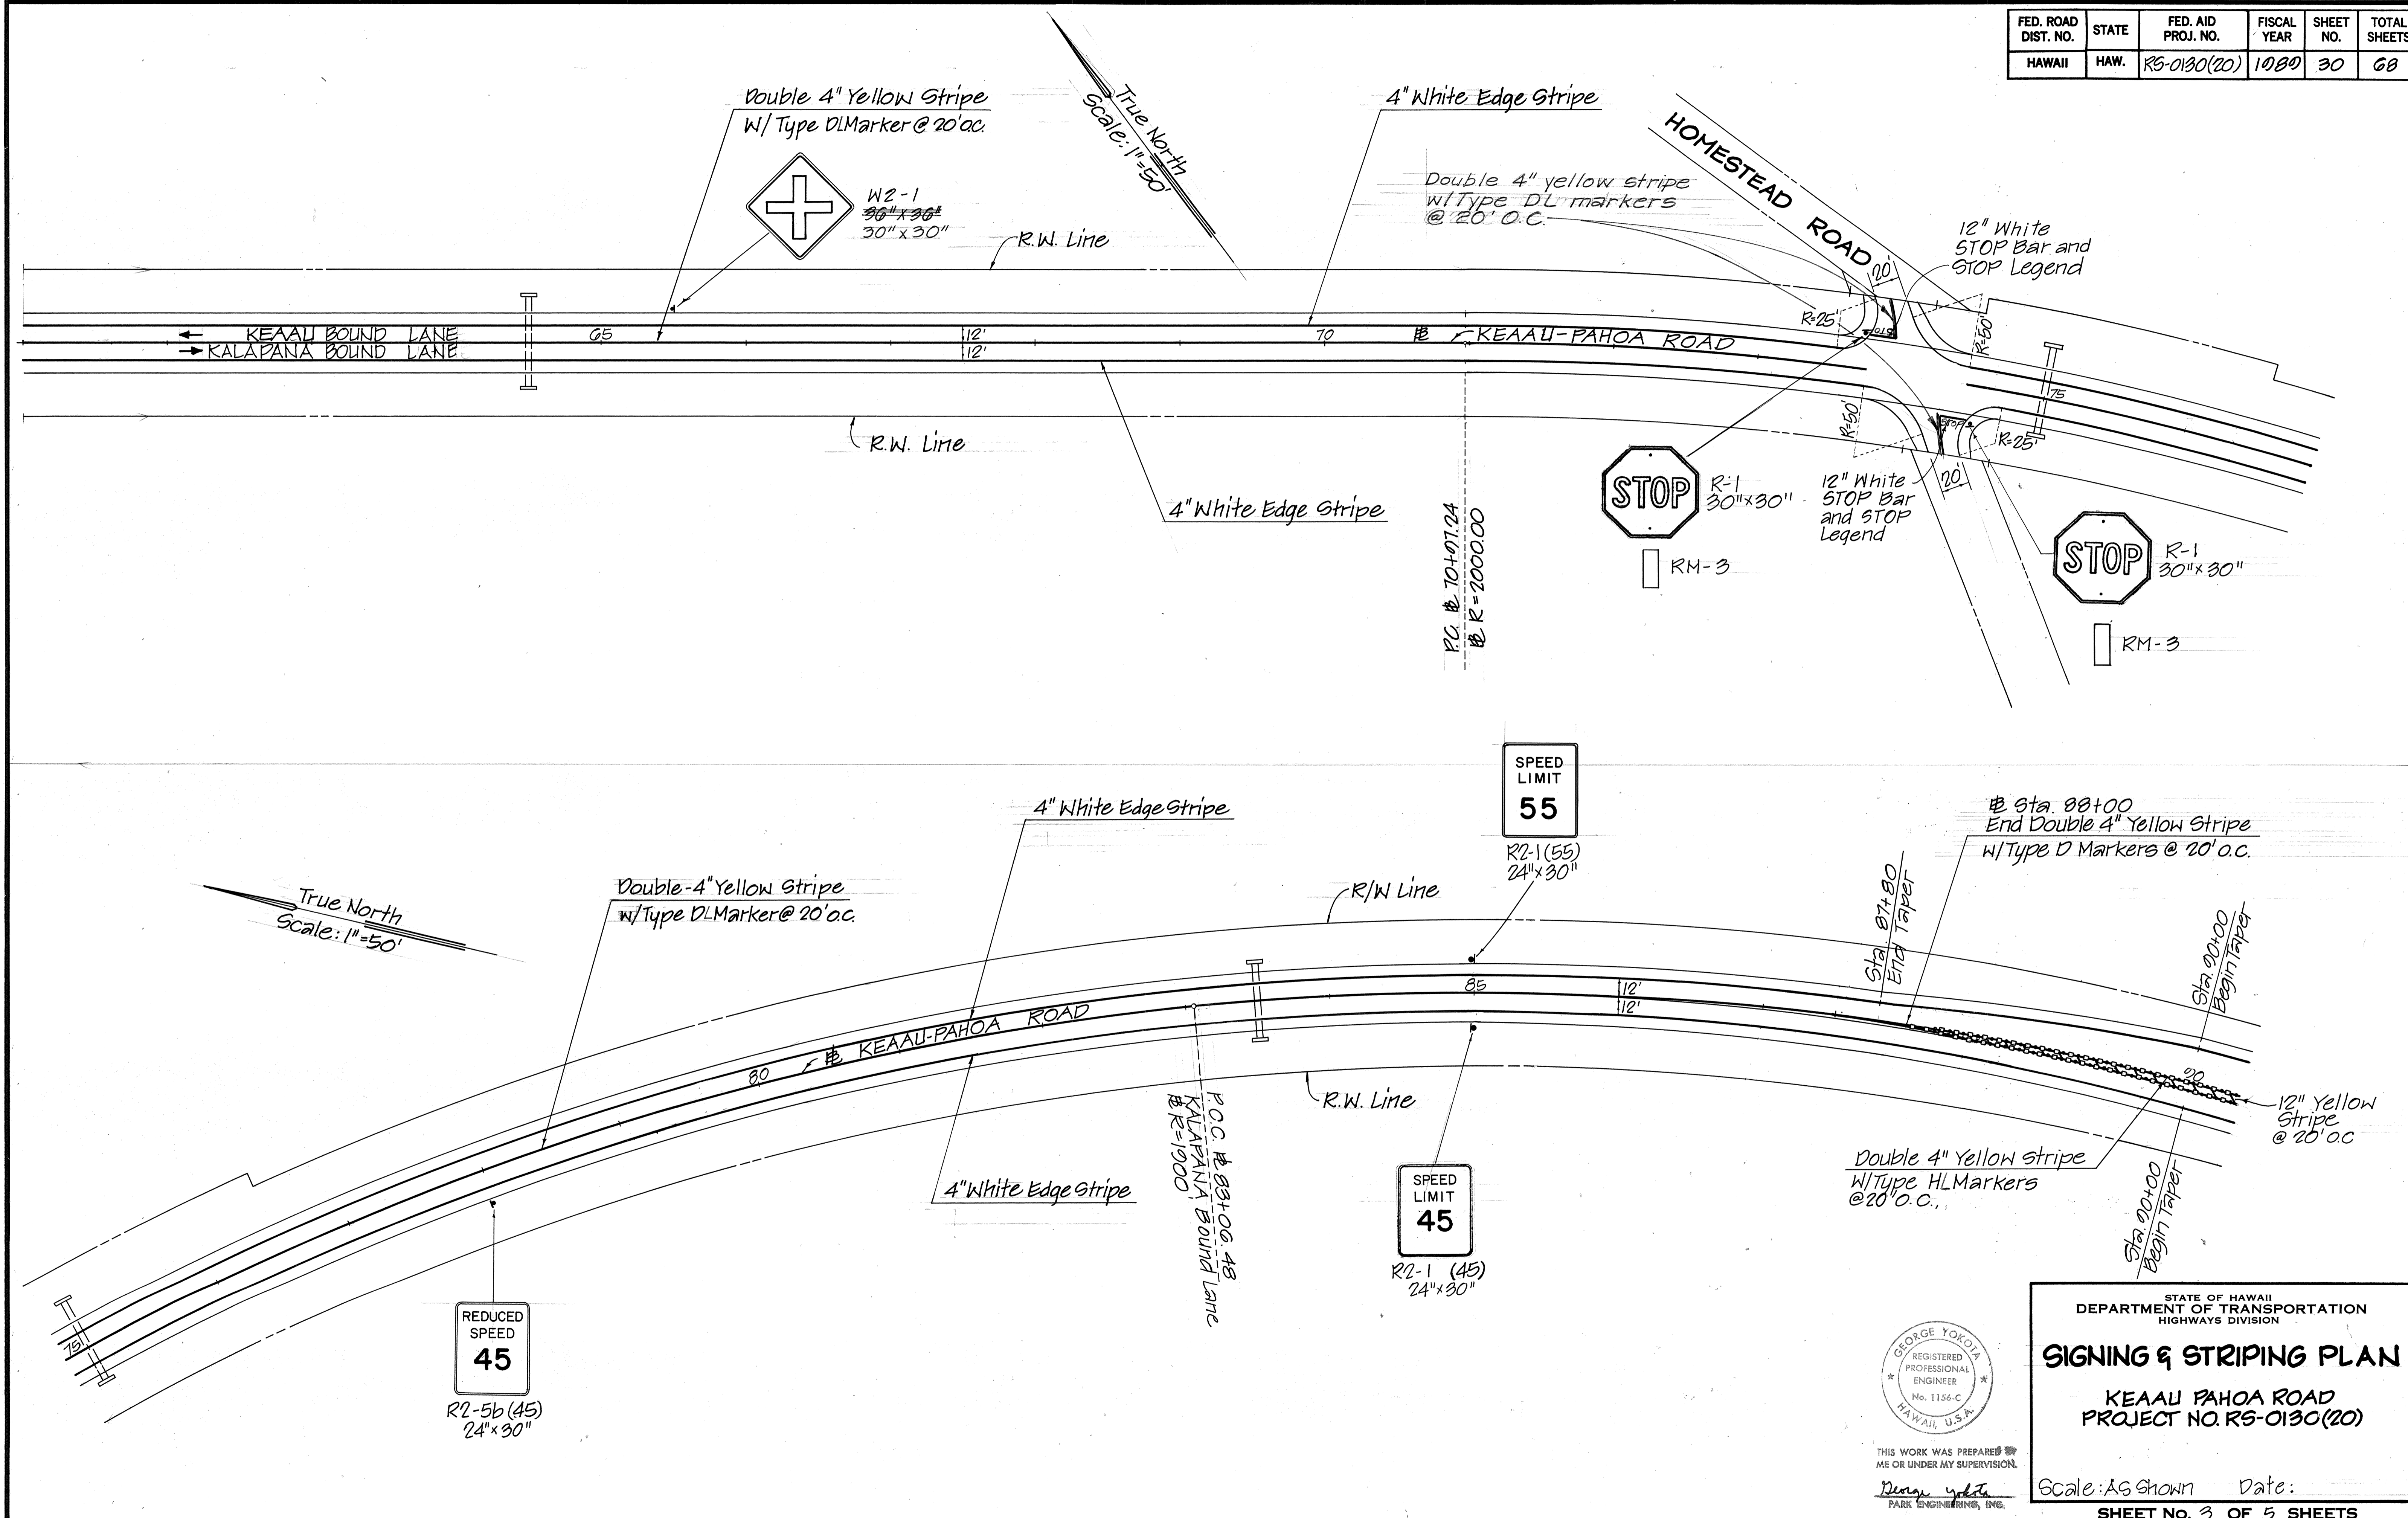 FED. ROAD DIST. NO.
STATE
FED. AID PROJ. NO.
FISCAL YEAR
SHEET NO.
TOTAL SHEETS
HAWAII
HAW.
RS-0130(20)
1989
30
68
Double 4" Yellow Stripe
W/ Type DL Marker @ 20' o.c.
W2-1
36" x 36"
30" x 30"
True North
Scale: 1"=50'
R.W. Line
4" White Edge Stripe
Double 4" yellow stripe
w/Type DL markers
@ 20' O.C.
HOMESTEAD ROAD
12" White
STOP Bar and
STOP Legend
20'
R=25'
R=50'
STOP
KEAAU BOUND LANE
KALAPANA BOUND LANE
65
12'
12'
70
℄ KEAAU-PAHOA ROAD
75
R=50'
STOP
R=25'
20'
R.W. Line
4" White Edge Stripe
P.C. ℄ 70+97.24
℄ R=2000.00
STOP
R-1
30"x30"
RM-3
12" White
STOP Bar
and STOP
Legend
STOP
R-1
30"x30"
RM-3
True North
Scale: 1"=50'
Double-4" Yellow Stripe
w/Type DL Marker @ 20' o.c.
4" White Edge Stripe
SPEED
LIMIT
55
R2-1(55)
24"x30"
R/W Line
℄ Sta. 88+00
End Double 4" Yellow Stripe
W/Type D Markers @ 20' o.c.
Sta. 87+80
End Taper
Sta. 90+00
Begin Taper
75
80
℄ KEAAU-PAHOA ROAD
85
12'
12'
90
12" Yellow
Stripe
@ 20' O.C
P.O.C. ℄ 83+06.48
KALAPANA Bound Lane
℄ R=1900
R.W. Line
4" White Edge Stripe
Double 4" Yellow Stripe
W/Type HL Markers
@ 20' O.C.,
Sta. 90+00
Begin Taper
REDUCED
SPEED
45
R2-5b (45)
24"x30"
SPEED
LIMIT
45
R2-1 (45)
24"x30"
GEORGE YOKOTA
REGISTERED
PROFESSIONAL
ENGINEER
No. 1156-C
HAWAII, U.S.A.
THIS WORK WAS PREPARED BY
ME OR UNDER MY SUPERVISION.
George Yokota
PARK ENGINEERING, INC.
STATE OF HAWAII
DEPARTMENT OF TRANSPORTATION
HIGHWAYS DIVISION
SIGNING & STRIPING PLAN
KEAAU PAHOA ROAD
PROJECT NO. RS-0130(20)
Scale: As Shown Date:
SHEET No. 3 OF 5 SHEETS